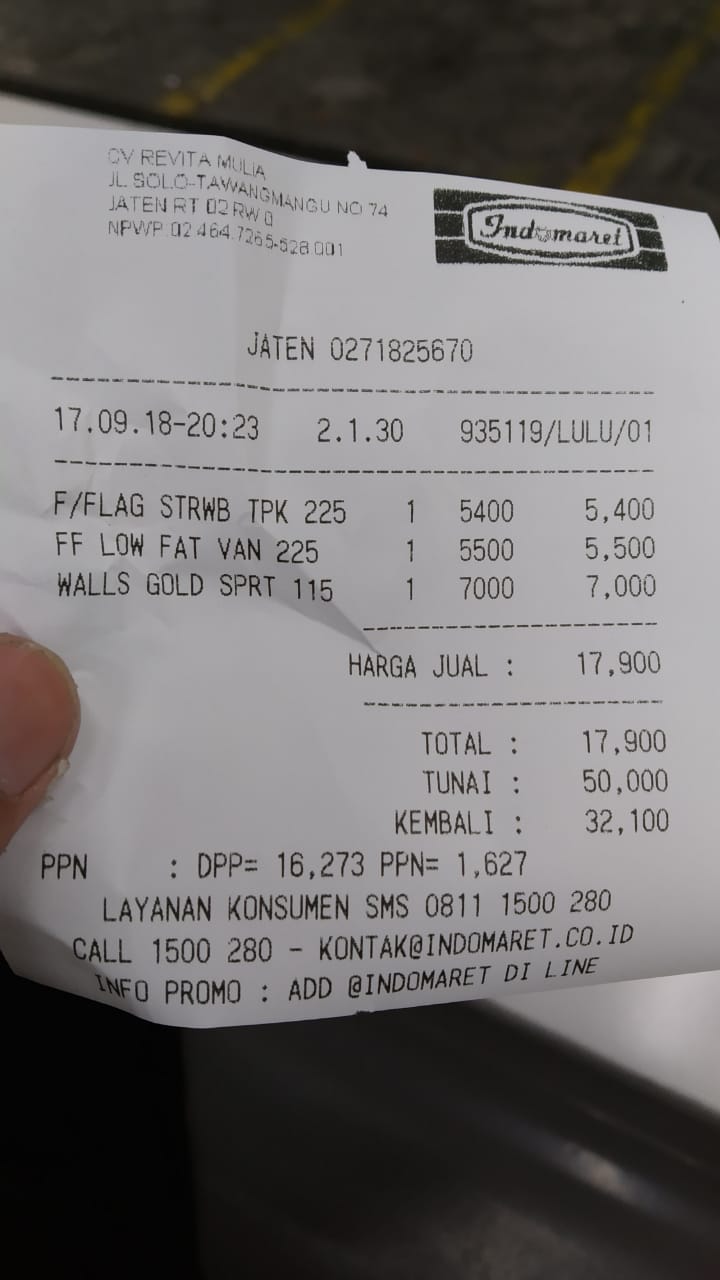 CV REVITA MULIA
JL SOLO-TAWANGMANGU NO 74
JATEN RT 02 RW 0
NPWP 02.464.7265-528.001
Indomaret
JATEN 0271825670
17.09.18-20:23 2.1.30 935119/LULU/01
F/FLAG STRWB TPK 225 1 5400 5,400
FF LOW FAT VAN 225 1 5500 5,500
WALLS GOLD SPRT 115 1 7000 7,000
HARGA JUAL : 17,900
TOTAL : 17,900
TUNAI : 50,000
KEMBALI : 32,100
PPN : DPP= 16,273 PPN= 1,627
LAYANAN KONSUMEN SMS 0811 1500 280
CALL 1500 280 - KONTAK@INDOMARET.CO.ID
INFO PROMO : ADD @INDOMARET DI LINE